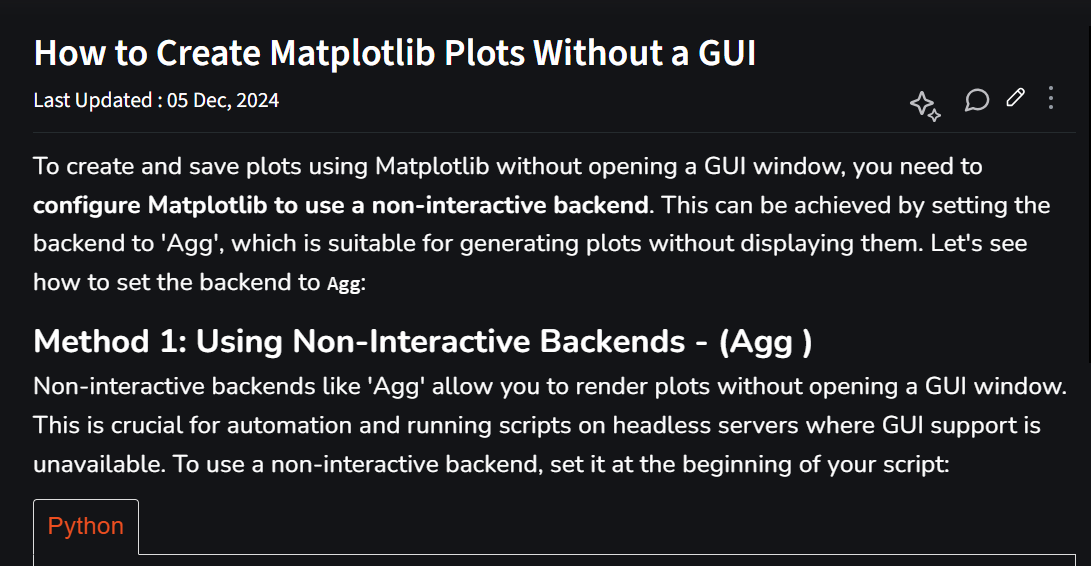 How to Create Matplotlib Plots Without a GUI
Last Updated : 05 Dec, 2024
To create and save plots using Matplotlib without opening a GUI window, you need to
configure Matplotlib to use a non-interactive backend. This can be achieved by setting the
backend to 'Agg', which is suitable for generating plots without displaying them. Let's see
how to set the backend to Agg:
Method 1: Using Non-Interactive Backends - (Agg )
Non-interactive backends like 'Agg' allow you to render plots without opening a GUI window.
This is crucial for automation and running scripts on headless servers where GUI support is
unavailable. To use a non-interactive backend, set it at the beginning of your script:
Python